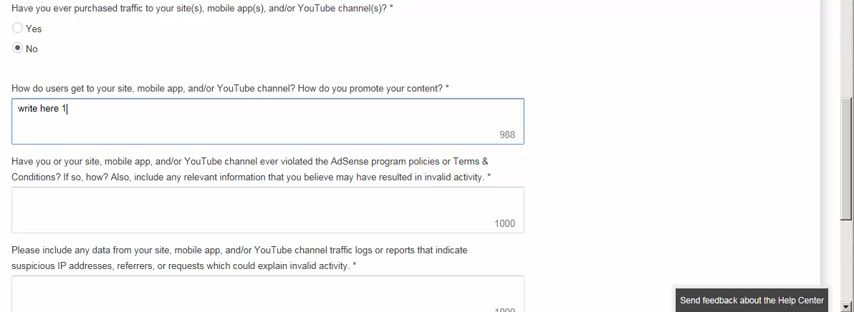 Have you ever purchased traffic to your site(s), mobile app(s), and/or YouTube channel(s)? *
Yes
No
How do users get to your site, mobile app, and/or YouTube channel? How do you promote your content? *
write here 1
988
Have you or your site, mobile app, and/or YouTube channel ever violated the AdSense program policies or Terms &
Conditions? If so, how? Also, include any relevant information that you believe may have resulted in invalid activity. *
1000
Please include any data from your site, mobile app, and/or YouTube channel traffic logs or reports that indicate
suspicious IP addresses, referrers, or requests which could explain invalid activity. *
1000
Send feedback about the Help Center